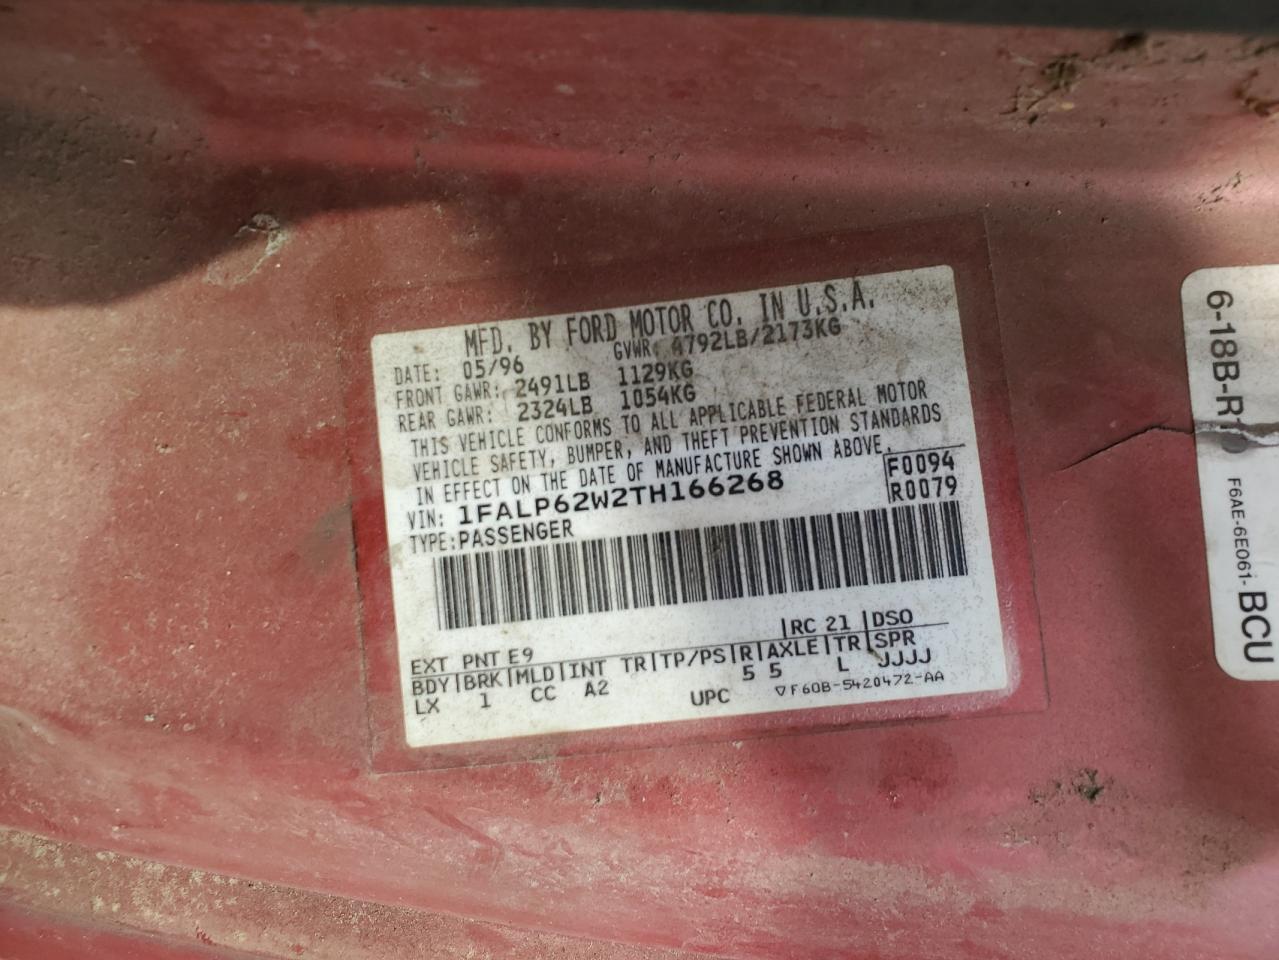 MFD. BY FORD MOTOR CO. IN U.S.A.
DATE: 05/96 GVWR: 4792LB/2173KG
FRONT GAWR: 2491LB 1129KG
REAR GAWR: 2324LB 1054KG
THIS VEHICLE CONFORMS TO ALL APPLICABLE FEDERAL MOTOR
VEHICLE SAFETY, BUMPER, AND THEFT PREVENTION STANDARDS
IN EFFECT ON THE DATE OF MANUFACTURE SHOWN ABOVE.
VIN: 1FALP62W2TH166268
F0094
R0079
TYPE: PASSENGER
RC 21 DSO
EXT PNT E9
BDY BRK MLD INT TR TP/PS R AXLE TR SPR
LX 1 CC A2 5 5 L JJJJ
UPC ▽F60B-5420472-AA
6-18B-R
F6AE-6E061-BCU